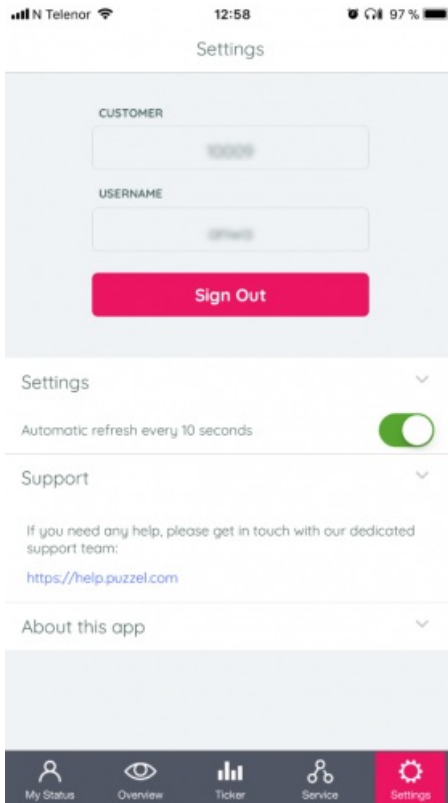 N Telenor 12:58 97 %
Settings
CUSTOMER
USERNAME
Sign Out
Settings
Automatic refresh every 10 seconds
Support
If you need any help, please get in touch with our dedicated
support team:
https://help.puzzel.com
About this app
My Status Overview Ticker Service Settings